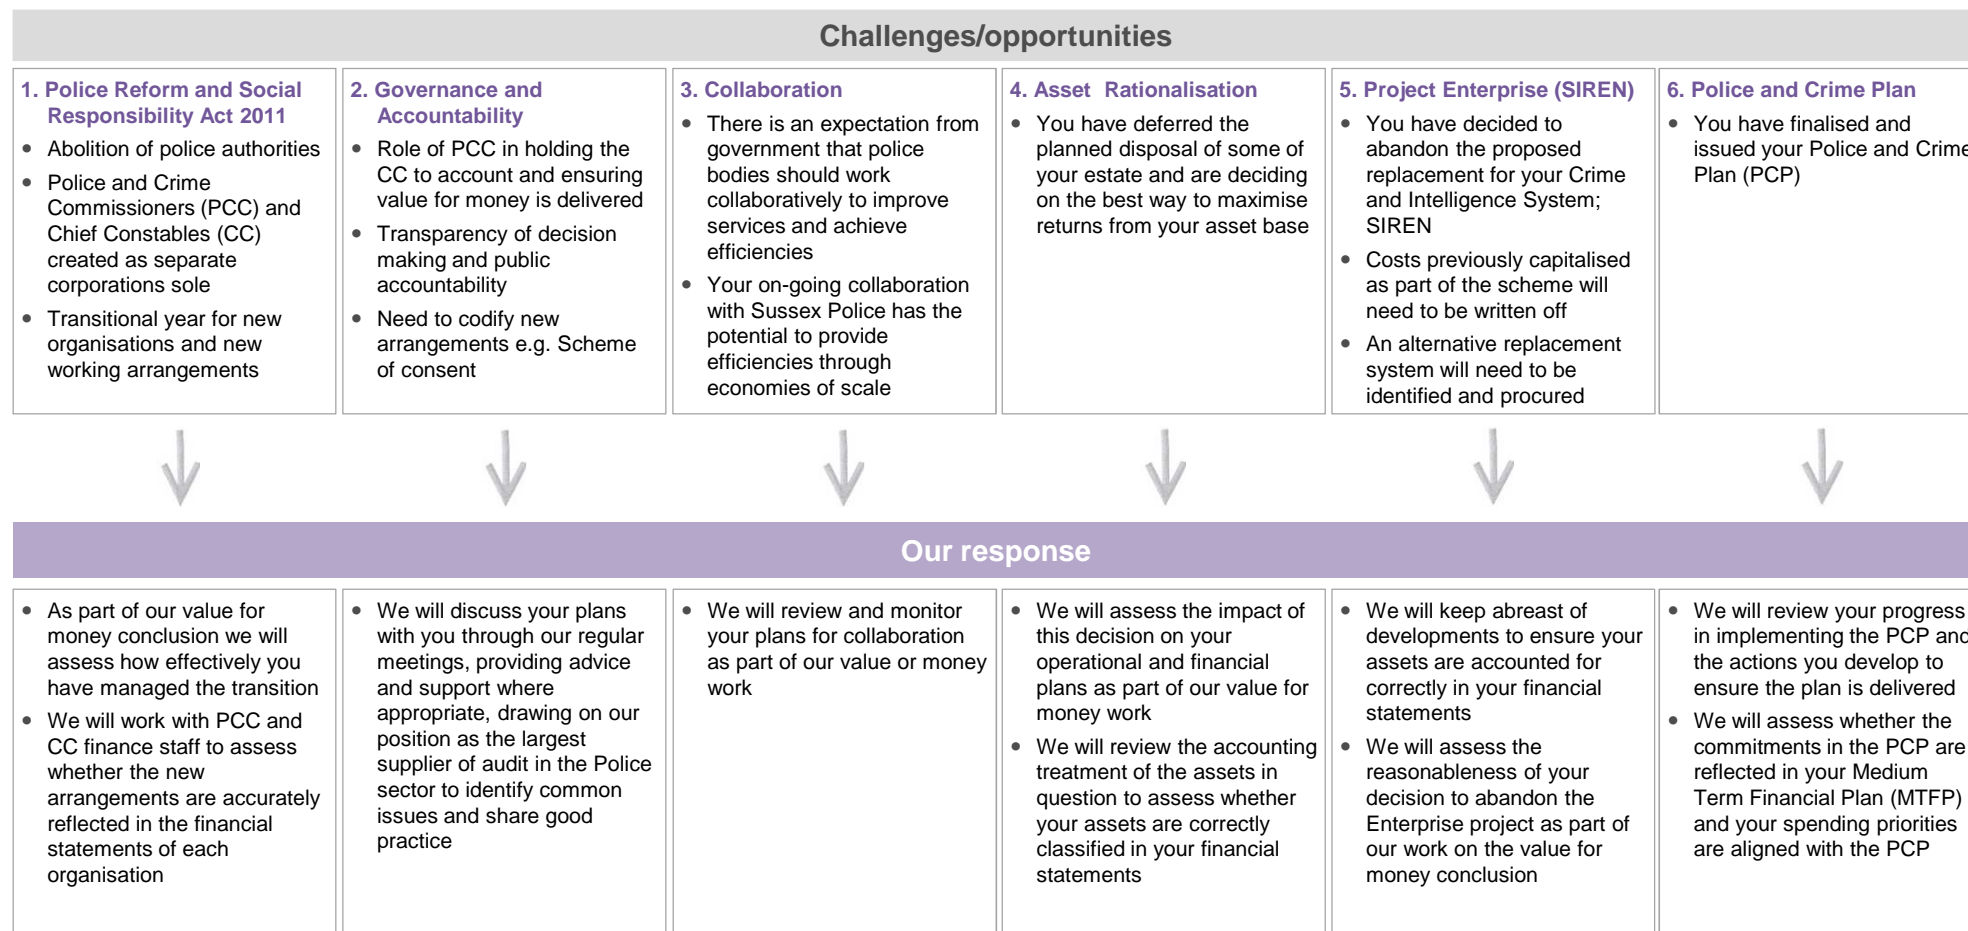 Challenges/opportunities
1. Police Reform and Social
Responsibility Act 2011
• Abolition of police authorities
• Police and Crime
Commissioners (PCC) and
Chief Constables (CC)
created as separate
corporations sole
• Transitional year for new
organisations and new
working arrangements
2. Governance and
Accountability
• Role of PCC in holding the
CC to account and ensuring
value for money is delivered
• Transparency of decision
making and public
accountability
• Need to codify new
arrangements e.g. Scheme
of consent
3. Collaboration
• There is an expectation from
government that police
bodies should work
collaboratively to improve
services and achieve
efficiencies
• Your on-going collaboration
with Sussex Police has the
potential to provide
efficiencies through
economies of scale
4. Asset Rationalisation
• You have deferred the
planned disposal of some of
your estate and are deciding
on the best way to maximise
returns from your asset base
5. Project Enterprise (SIREN)
• You have decided to
abandon the proposed
replacement for your Crime
and Intelligence System;
SIREN
• Costs previously capitalised
as part of the scheme will
need to be written off
• An alternative replacement
system will need to be
identified and procured
6. Police and Crime Plan
• You have finalised and
issued your Police and Crime
Plan (PCP)
Our response
• As part of our value for
money conclusion we will
assess how effectively you
have managed the transition
• We will work with PCC and
CC finance staff to assess
whether the new
arrangements are accurately
reflected in the financial
statements of each
organisation
• We will discuss your plans
with you through our regular
meetings, providing advice
and support where
appropriate, drawing on our
position as the largest
supplier of audit in the Police
sector to identify common
issues and share good
practice
• We will review and monitor
your plans for collaboration
as part of our value or money
work
• We will assess the impact of
this decision on your
operational and financial
plans as part of our value for
money work
• We will review the accounting
treatment of the assets in
question to assess whether
your assets are correctly
classified in your financial
statements
• We will keep abreast of
developments to ensure your
assets are accounted for
correctly in your financial
statements
• We will assess the
reasonableness of your
decision to abandon the
Enterprise project as part of
our work on the value for
money conclusion
• We will review your progress
in implementing the PCP and
the actions you develop to
ensure the plan is delivered
• We will assess whether the
commitments in the PCP are
reflected in your Medium
Term Financial Plan (MTFP)
and your spending priorities
are aligned with the PCP